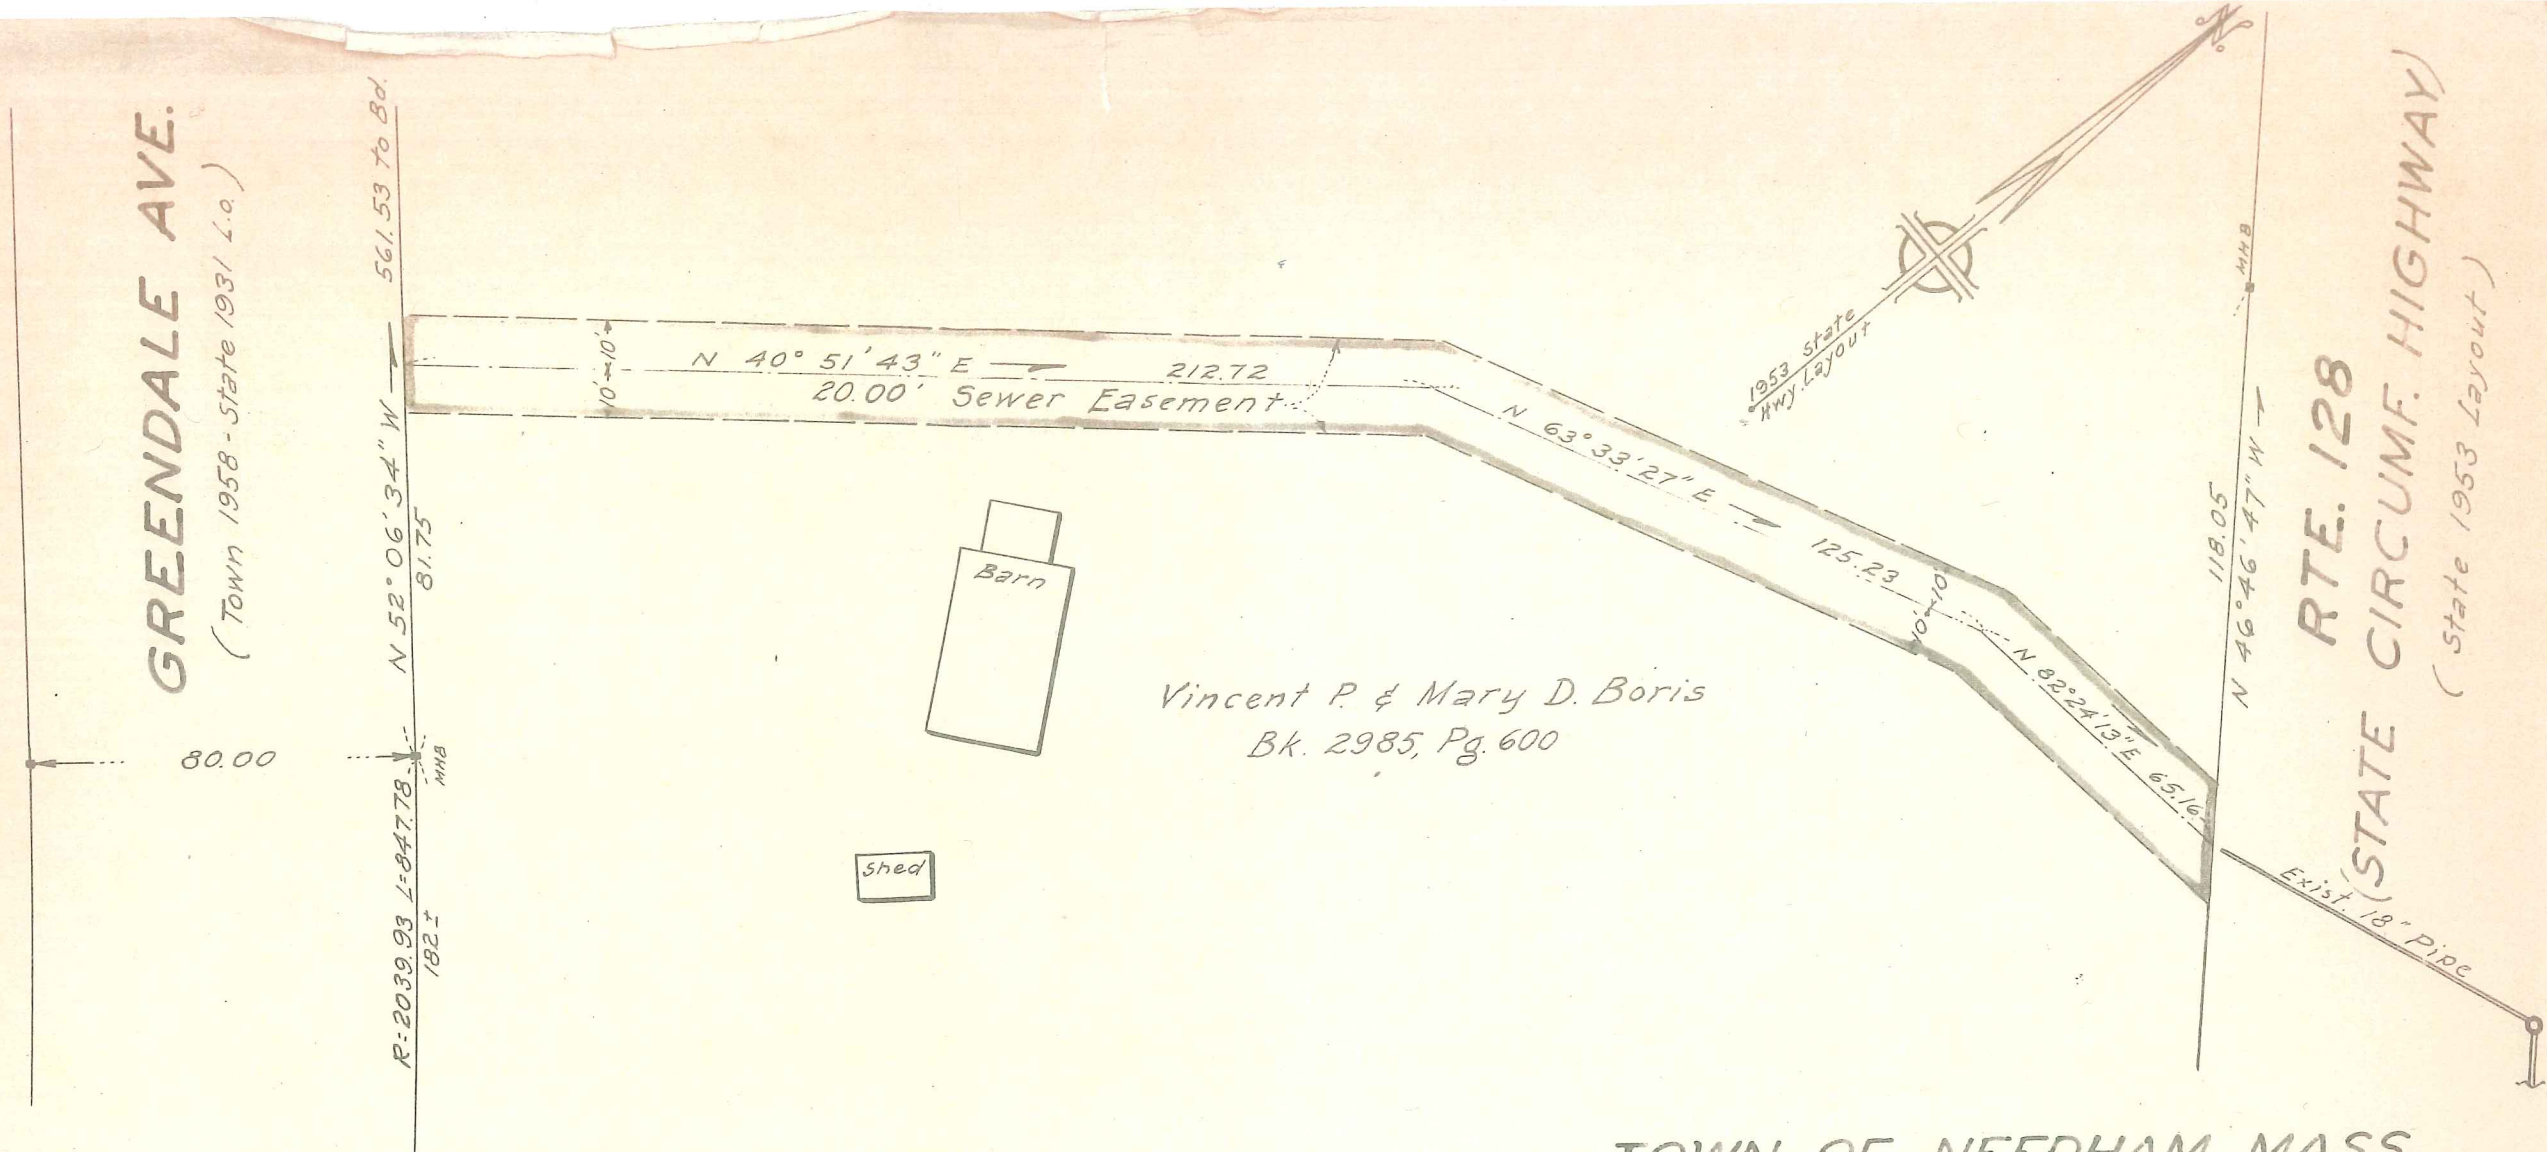 GREENDALE AVE.
(Town 1958-State 1931 L.o.)
561.53 to Bd.
N 52° 06' 34" W
81.75
80.00
MHB
R=2039.93 L=847.78
182±
10' 10'
N 40° 51' 43" E
212.72
20.00' Sewer Easement
N 63° 33' 27" E
125.23
10' 10'
N 82° 24' 13" E 65.16
Barn
Shed
Vincent P. & Mary D. Boris
Bk. 2985, Pg. 600
1953 State
Hwy. Layout
MHB
118.05
N 46° 46' 47" W
RTE. 128
(STATE CIRCUMF. HIGHWAY)
(State 1953 Layout)
Exist. 18" Pipe
TOWN OF NEEDHAM MASS